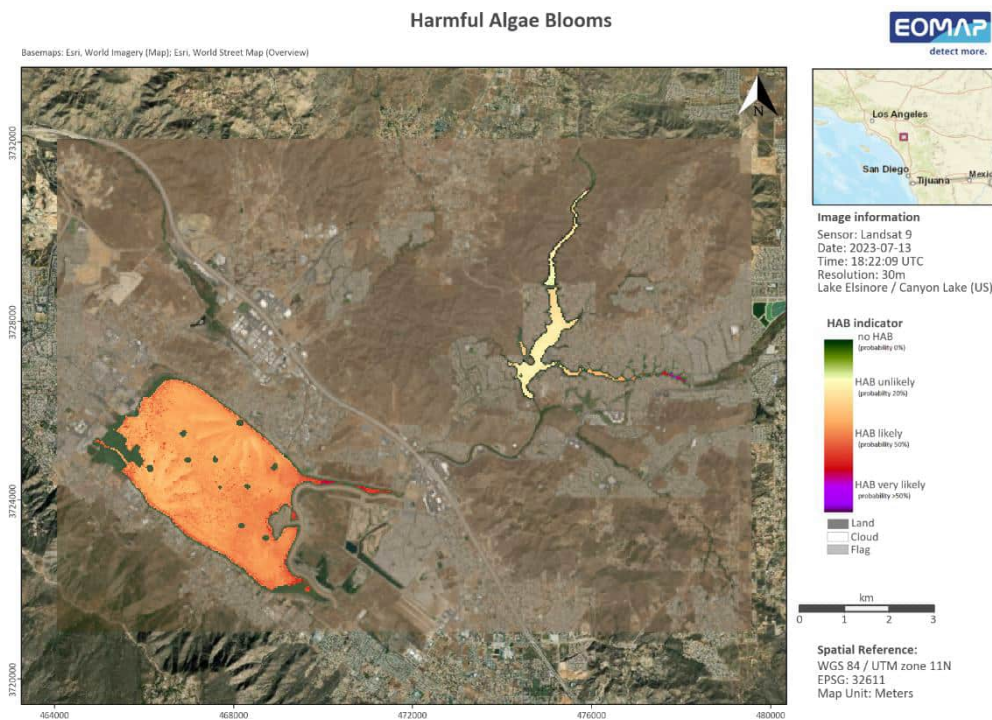 Harmful Algae Blooms
EOMAP
detect more.
Basemaps: Esri, World Imagery (Map); Esri, World Street Map (Overview)
3732000
3728000
3724000
3720000
464000
468000
472000
476000
480000
N
Los Angeles
San Diego
Tijuana
Mexic
Image information
Sensor: Landsat 9
Date: 2023-07-13
Time: 18:22:09 UTC
Resolution: 30m
Lake Elsinore / Canyon Lake (US)
HAB indicator
no HAB
(probability 0%)
HAB unlikely
(probabilty 20%)
HAB likely
(probability 50%)
HAB very likely
(probability >50%)
Land
Cloud
Flag
km
0 1 2 3
Spatial Reference:
WGS 84 / UTM zone 11N
EPSG: 32611
Map Unit: Meters